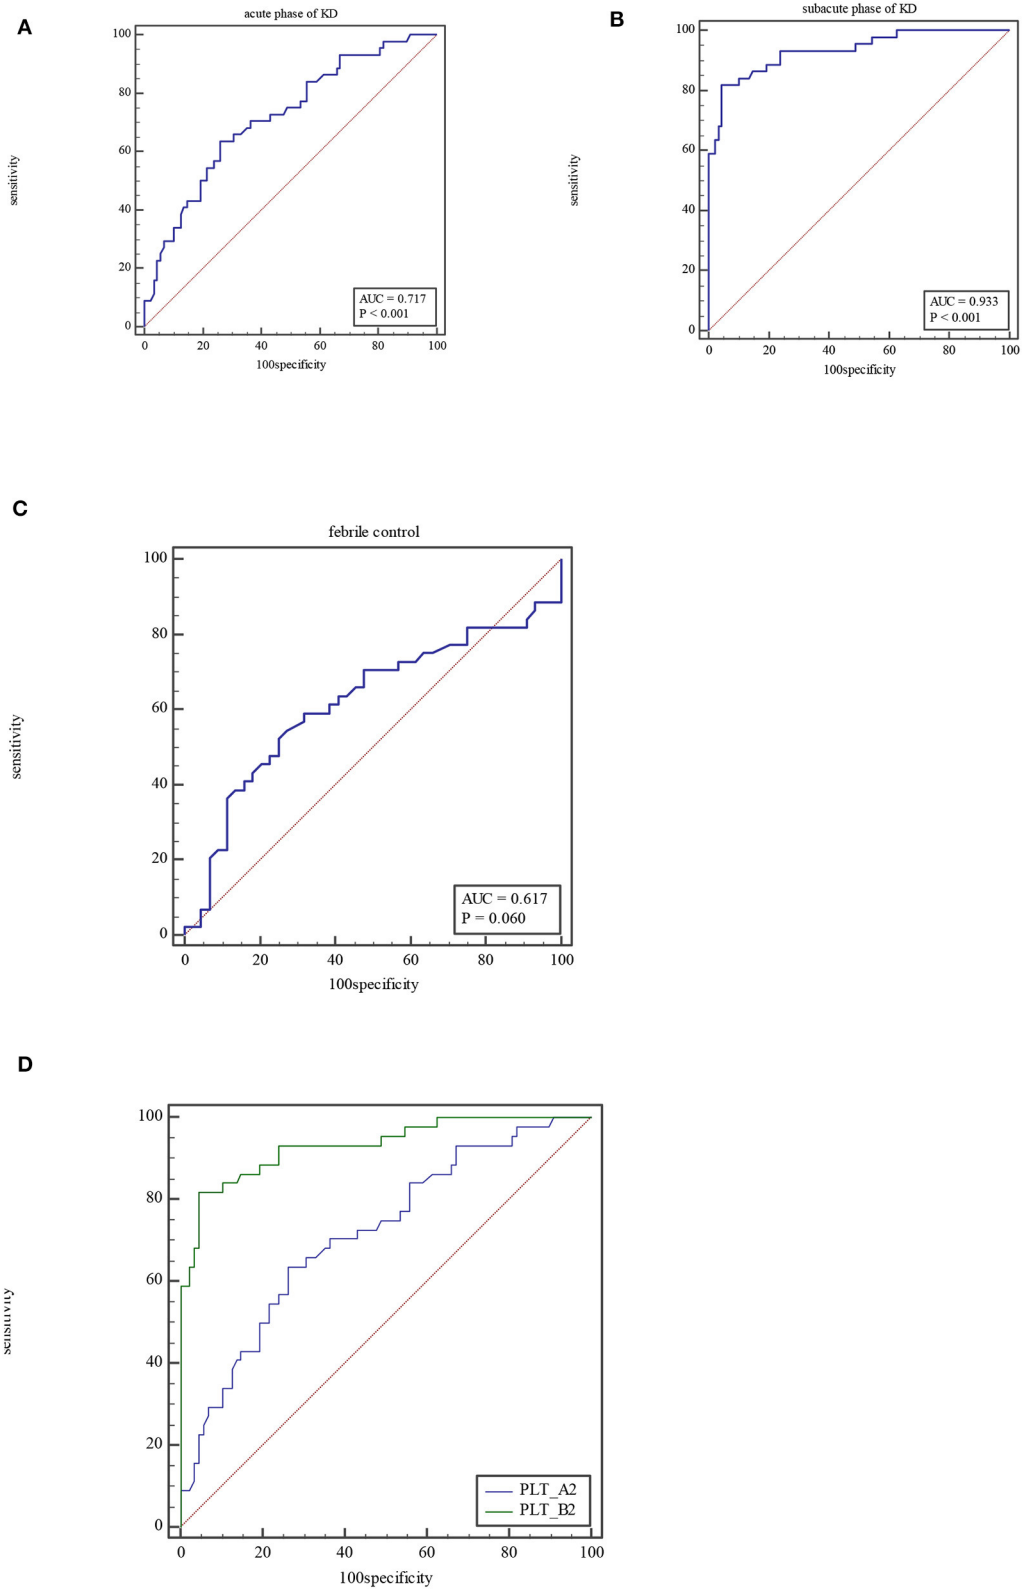 A
acute phase of KD
100
80
60
40
20
0
sensitivity
AUC = 0.717
P < 0.001
0 20 40 60 80 100
100specificity
B
subacute phase of KD
100
80
60
40
20
0
sensitivity
AUC = 0.933
P < 0.001
0 20 40 60 80 100
100specificity
C
febrile control
100
80
60
40
20
0
sensitivity
AUC = 0.617
P = 0.060
0 20 40 60 80 100
100specificity
D
100
80
60
40
20
0
sensitivity
PLT_A2
PLT_B2
0 20 40 60 80 100
100specificity